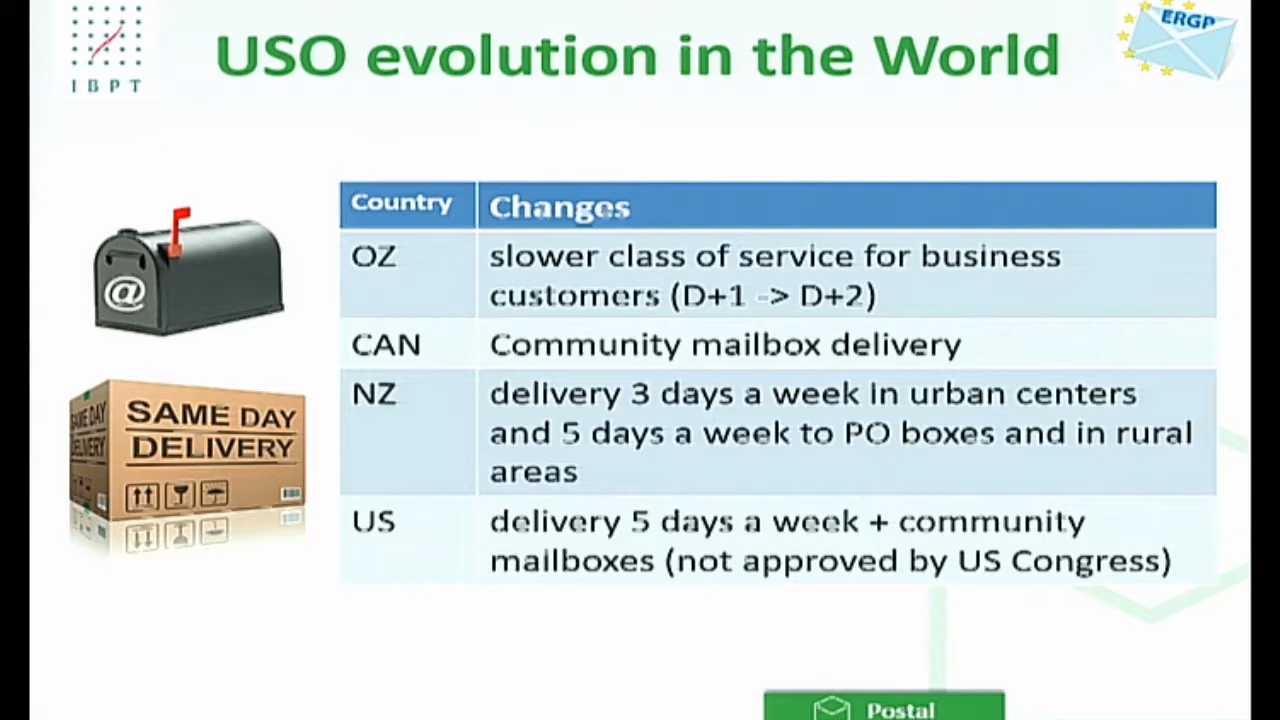 IBPT
USO evolution in the World
ERGP
Country Changes
OZ slower class of service for business
customers (D+1 -> D+2)
CAN Community mailbox delivery
NZ delivery 3 days a week in urban centers
and 5 days a week to PO boxes and in rural
areas
US delivery 5 days a week + community
mailboxes (not approved by US Congress)
@
SAME DAY
DELIVERY
SAME DAY
DELIVERY
Postal